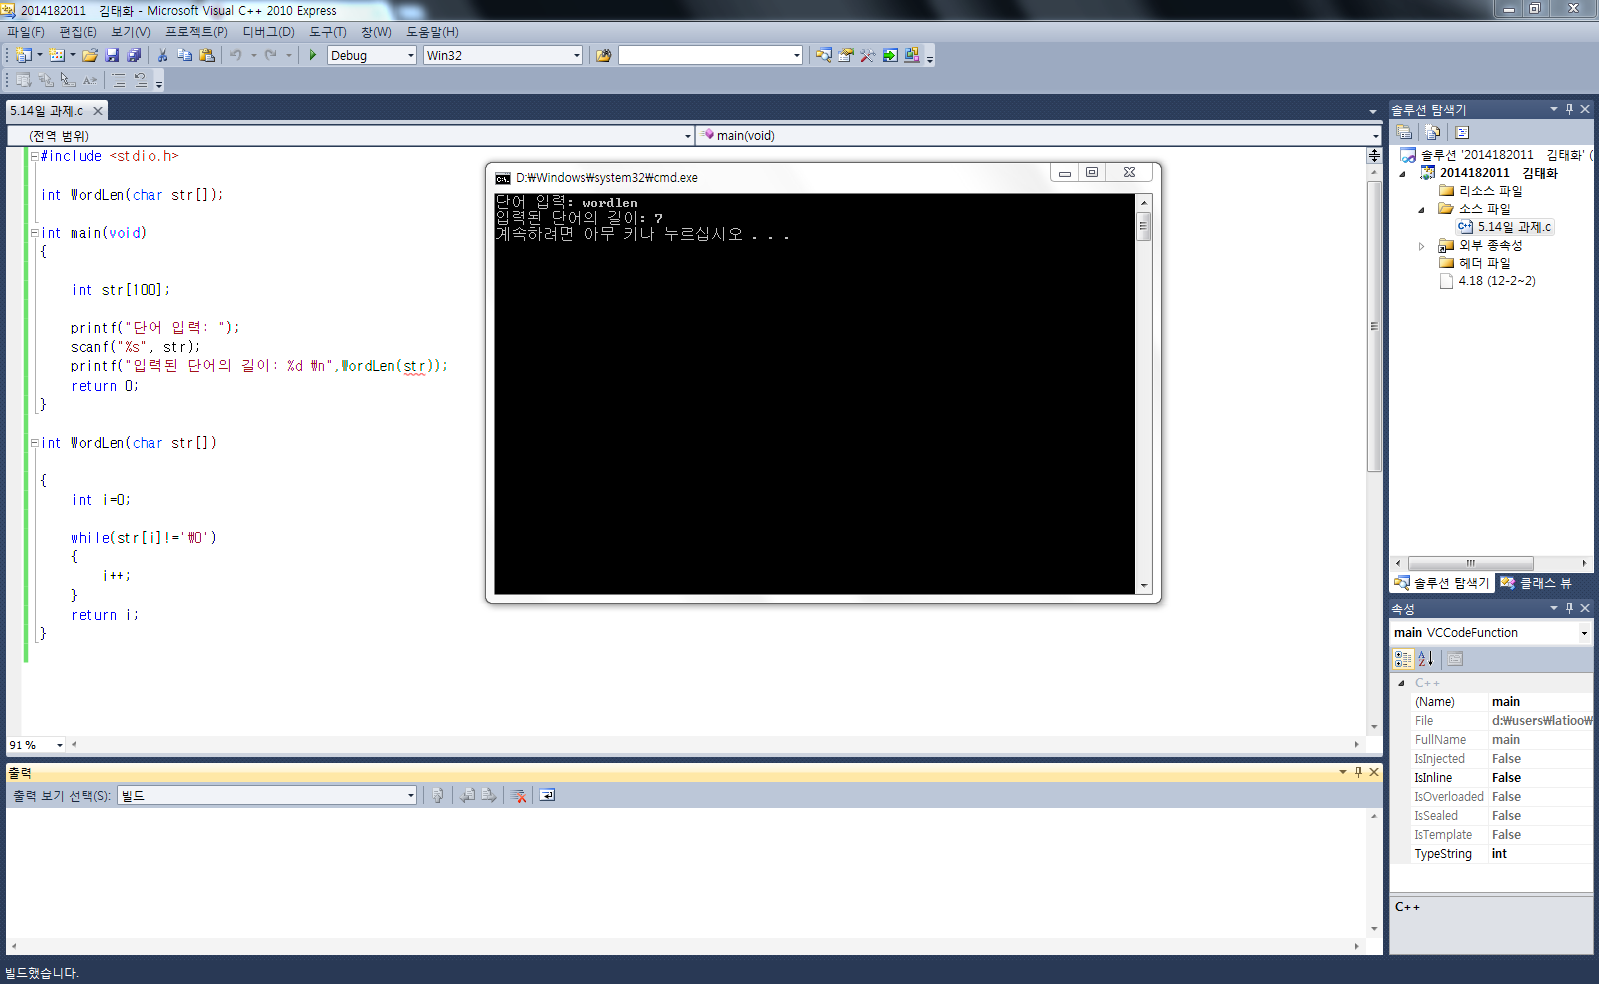 2014182011 김태화 - Microsoft Visual C++ 2010 Express
파일(F) 편집(E) 보기(V) 프로젝트(P) 디버그(D) 도구(T) 창(W) 도움말(H)
Debug Win32
5.14일 과제.c
(전역 범위) main(void)
#include <stdio.h>
int WordLen(char str[]);
int main(void)
{
int str[100];
printf("단어 입력: ");
scanf("%s", str);
printf("입력된 단어의 길이: %d ₩n",WordLen(str));
return 0;
}
int WordLen(char str[])
{
int i=0;
while(str[i]!='₩0')
{
i++;
}
return i;
}
91 %
D:₩Windows₩system32₩cmd.exe
단어 입력: wordlen
입력된 단어의 길이: 7
계속하려면 아무 키나 누르십시오 . . .
솔루션 탐색기
솔루션 '2014182011 김태화' (
2014182011 김태화
리소스 파일
소스 파일
5.14일 과제.c
외부 종속성
헤더 파일
4.18 (12-2~2)
솔루션 탐색기 클래스 뷰
속성
main VCCodeFunction
C++
(Name) main
File d:₩users₩latioo₩
FullName main
IsInjected False
IsInline False
IsOverloaded False
IsSealed False
IsTemplate False
TypeString int
C++
출력
출력 보기 선택(S): 빌드
빌드했습니다.